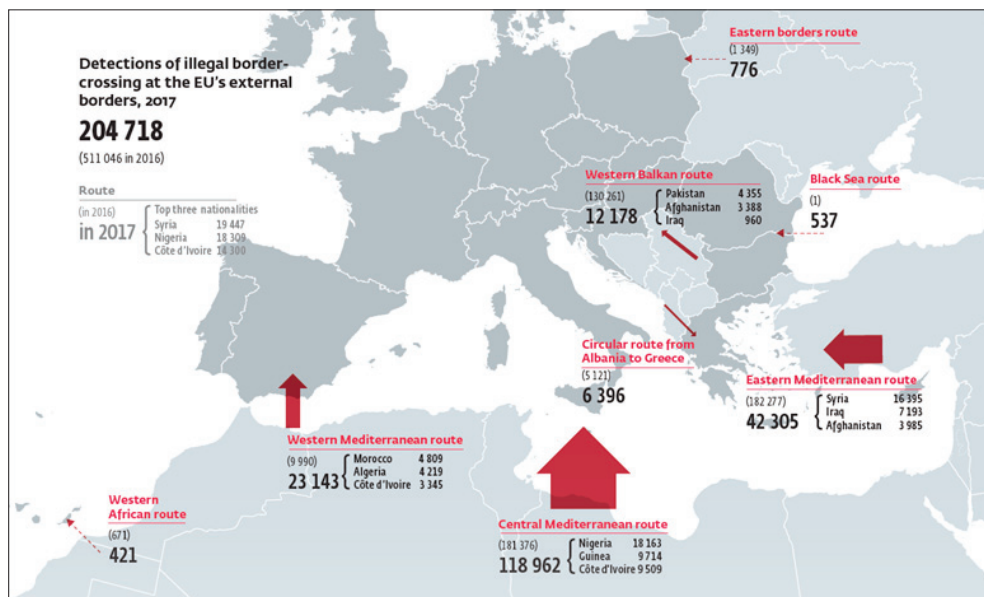 Detections of illegal border-
crossing at the EU's external
borders, 2017
204 718
(511 046 in 2016)
Route
(in 2016)
in 2017
Top three nationalities
Syria 19 447
Nigeria 18 309
Côte d'Ivoire 14 300
Eastern borders route
(1 349)
776
Western Balkan route
(130 261)
12 178
Pakistan 4 355
Afghanistan 3 388
Iraq 960
Black Sea route
(1)
537
Circular route from
Albania to Greece
(5 121)
6 396
Eastern Mediterranean route
(182 277)
42 305
Syria 16 395
Iraq 7 193
Afghanistan 3 985
Western Mediterranean route
(9 990)
23 143
Morocco 4 809
Algeria 4 219
Côte d'Ivoire 3 345
Western
African route
(671)
421
Central Mediterranean route
(181 376)
118 962
Nigeria 18 163
Guinea 9 714
Côte d'Ivoire 9 509